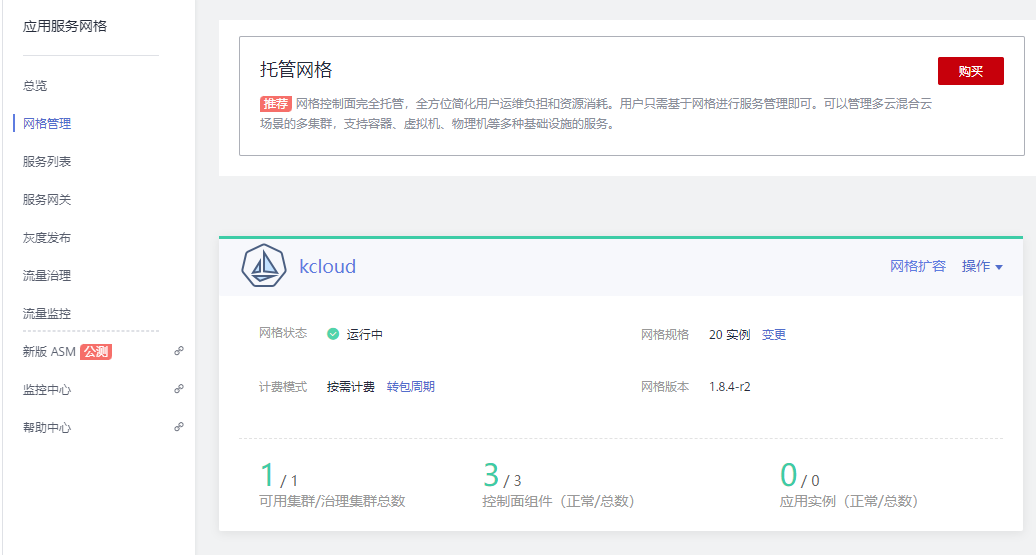 应用服务网格
总览
网格管理
服务列表
服务网关
灰度发布
流量治理
流量监控
新版 ASM 公测
监控中心
帮助中心
托管网格
购买
推荐 网格控制面完全托管，全方位简化用户运维负担和资源消耗。用户只需基于网格进行服务管理即可。可以管理多云混合云
场景的多集群，支持容器、虚拟机、物理机等多种基础设施的服务。
kcloud
网格扩容 操作
网格状态 运行中
网格规格 20 实例 变更
计费模式 按需计费 转包周期
网格版本 1.8.4-r2
1 / 1
可用集群/治理集群总数
3 / 3
控制面组件（正常/总数）
0 / 0
应用实例（正常/总数）